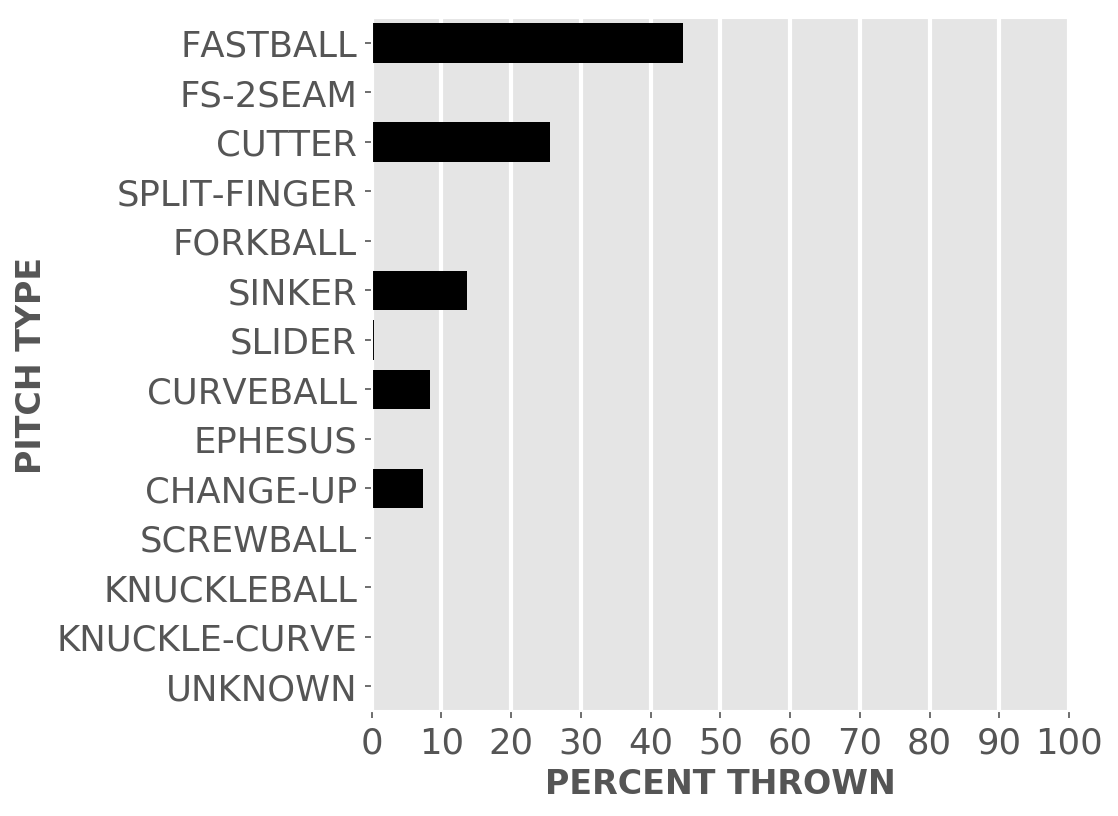 FASTBALL
FS-2SEAM
CUTTER
SPLIT-FINGER
FORKBALL
SINKER
SLIDER
CURVEBALL
EPHESUS
CHANGE-UP
SCREWBALL
KNUCKLEBALL
KNUCKLE-CURVE
UNKNOWN
PITCH TYPE
0 10 20 30 40 50 60 70 80 90 100
PERCENT THROWN